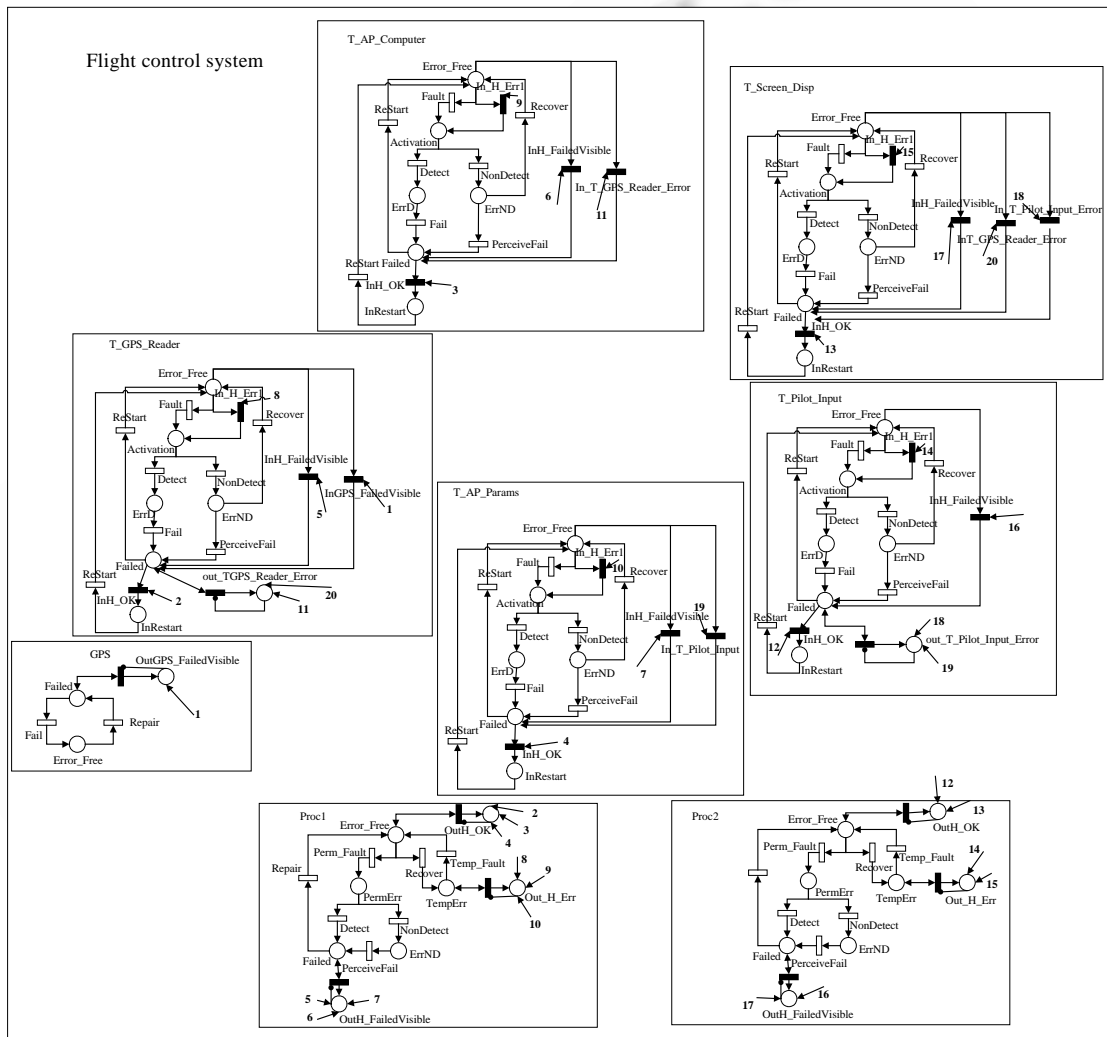 Flight control system
T_AP_Computer
Error_Free
In_H_Err1
Fault
9
ReStart
Recover
Activation
InH_FailedVisible
Detect
NonDetect
6
In_T_GPS_Reader_Error
11
ErrD
ErrND
Fail
PerceiveFail
ReStart
Failed
InH_OK
3
InRestart
T_Screen_Disp
Error_Free
In_H_Err1
Fault
15
ReStart
Recover
Activation
InH_FailedVisible
18
In_T_Pilot_Input_Error
Detect
NonDetect
InT_GPS_Reader_Error
17
20
ErrD
ErrND
Fail
PerceiveFail
Failed
ReStart
InH_OK
13
InRestart
T_GPS_Reader
Error_Free
In_H_Err1
8
Fault
ReStart
Recover
Activation
InH_FailedVisible
Detect
NonDetect
InGPS_FailedVisible
5
1
ErrD
ErrND
Fail
PerceiveFail
Failed
ReStart
out_TGPS_Reader_Error
InH_OK
2
20
11
InRestart
T_Pilot_Input
Error_Free
In_H_Err1
Fault
14
ReStart
Recover
Activation
InH_FailedVisible
Detect
NonDetect
16
ErrD
ErrND
Fail
PerceiveFail
Failed
ReStart
12
InH_OK
18
out_T_Pilot_Input_Error
19
InRestart
T_AP_Params
Error_Free
In_H_Err1
Fault
10
ReStart
Recover
Activation
InH_FailedVisible
19
Detect
NonDetect
In_T_Pilot_Input
7
ErrD
ErrND
Fail
PerceiveFail
Failed
ReStart
4
InH_OK
InRestart
GPS
OutGPS_FailedVisible
Failed
1
Fail
Repair
Error_Free
Proc1
2
3
OutH_OK
4
Error_Free
Perm_Fault
Temp_Fault
Repair
Recover
8
9
PermErr
TempErr
Out_H_Err
10
Detect
NonDetect
Failed
ErrND
PerceiveFail
5
7
6
OutH_FailedVisible
Proc2
12
13
OutH_OK
Error_Free
Perm_Fault
Temp_Fault
Repair
Recover
14
15
PermErr
TempErr
Out_H_Err
Detect
NonDetect
Failed
ErrND
PerceiveFail
17
16
OutH_FailedVisible